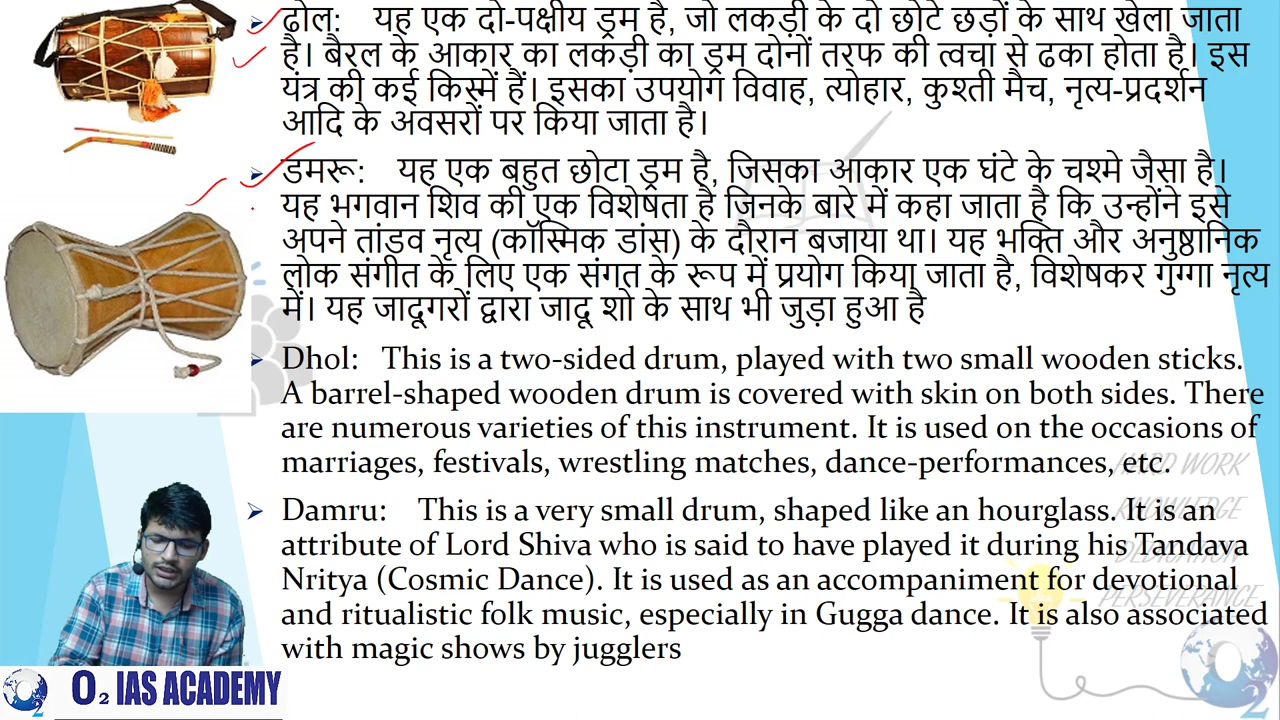 ढोल: यह एक दो-पक्षीय ड्रम है, जो लकड़ी के दो छोटे छड़ों के साथ खेला जाता
है। बैरल के आकार का लकड़ी का ड्रम दोनों तरफ की त्वचा से ढका होता है। इस
यंत्र की कई किस्में हैं। इसका उपयोग विवाह, त्योहार, कुश्ती मैच, नृत्य-प्रदर्शन
आदि के अवसरों पर किया जाता है।
डमरू: यह एक बहुत छोटा ड्रम है, जिसका आकार एक घंटे के चश्मे जैसा है।
यह भगवान शिव की एक विशेषता है जिनके बारे में कहा जाता है कि उन्होंने इसे
अपने तांडव नृत्य (कॉस्मिक डांस) के दौरान बजाया था। यह भक्ति और अनुष्ठानिक
लोक संगीत के लिए एक संगत के रूप में प्रयोग किया जाता है, विशेषकर गुग्गा नृत्य
में। यह जादूगरों द्वारा जादू शो के साथ भी जुड़ा हुआ है
Dhol: This is a two-sided drum, played with two small wooden sticks.
A barrel-shaped wooden drum is covered with skin on both sides. There
are numerous varieties of this instrument. It is used on the occasions of
marriages, festivals, wrestling matches, dance-performances, etc.
Damru: This is a very small drum, shaped like an hourglass. It is an
attribute of Lord Shiva who is said to have played it during his Tandava
Nritya (Cosmic Dance). It is used as an accompaniment for devotional
and ritualistic folk music, especially in Gugga dance. It is also associated
with magic shows by jugglers
HARD WORK
KNOWLEDGE
DEDICATION
PERSEVERANCE
O2 IAS ACADEMY
O2